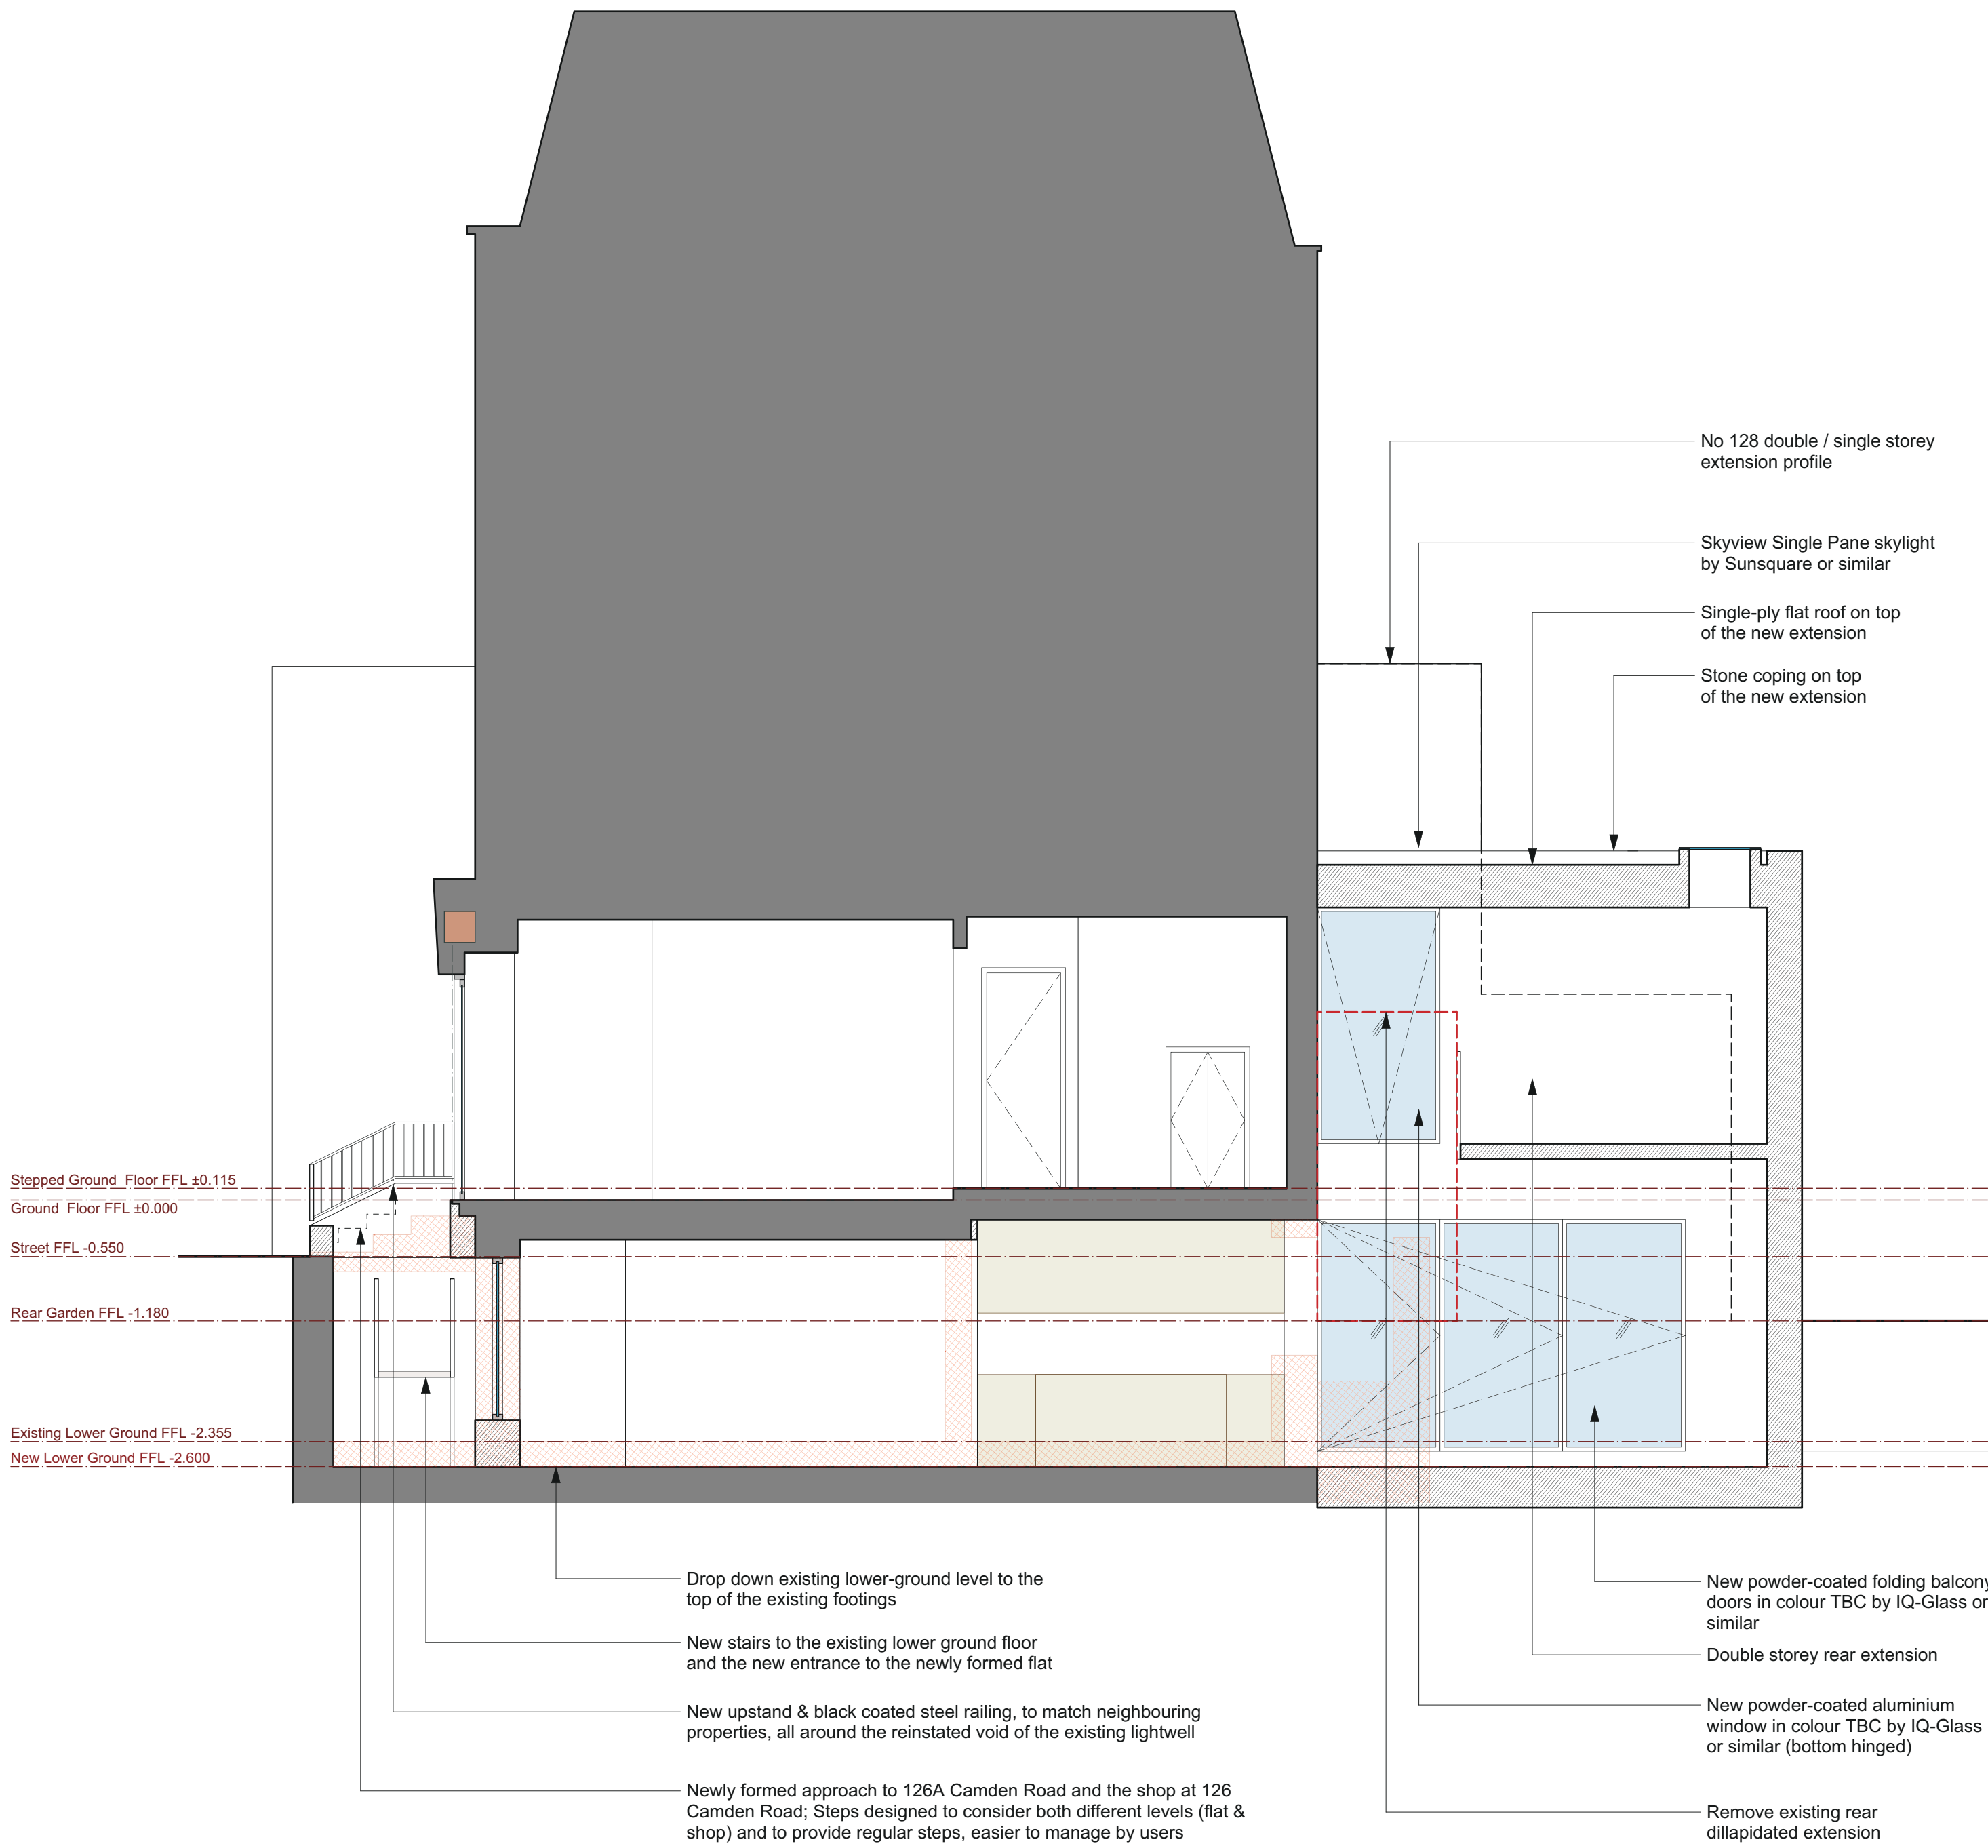 No 128 double / single storey
extension profile
Skyview Single Pane skylight
by Sunsquare or similar
Single-ply flat roof on top
of the new extension
Stone coping on top
of the new extension
Stepped Ground  Floor FFL ±0.115
Ground  Floor FFL ±0.000
Street FFL -0.550
Rear Garden FFL -1.180
Existing Lower Ground FFL -2.355
New Lower Ground FFL -2.600
Drop down existing lower-ground level to the
top of the existing footings
New stairs to the existing lower ground floor
and the new entrance to the newly formed flat
New upstand & black coated steel railing, to match neighbouring
properties, all around the reinstated void of the existing lightwell
Newly formed approach to 126A Camden Road and the shop at 126
Camden Road; Steps designed to consider both different levels (flat &
shop) and to provide regular steps, easier to manage by users
New powder-coated folding balcony
doors in colour TBC by IQ-Glass or
similar
Double storey rear extension
New powder-coated aluminium
window in colour TBC by IQ-Glass
or similar (bottom hinged)
Remove existing rear
dillapidated extension